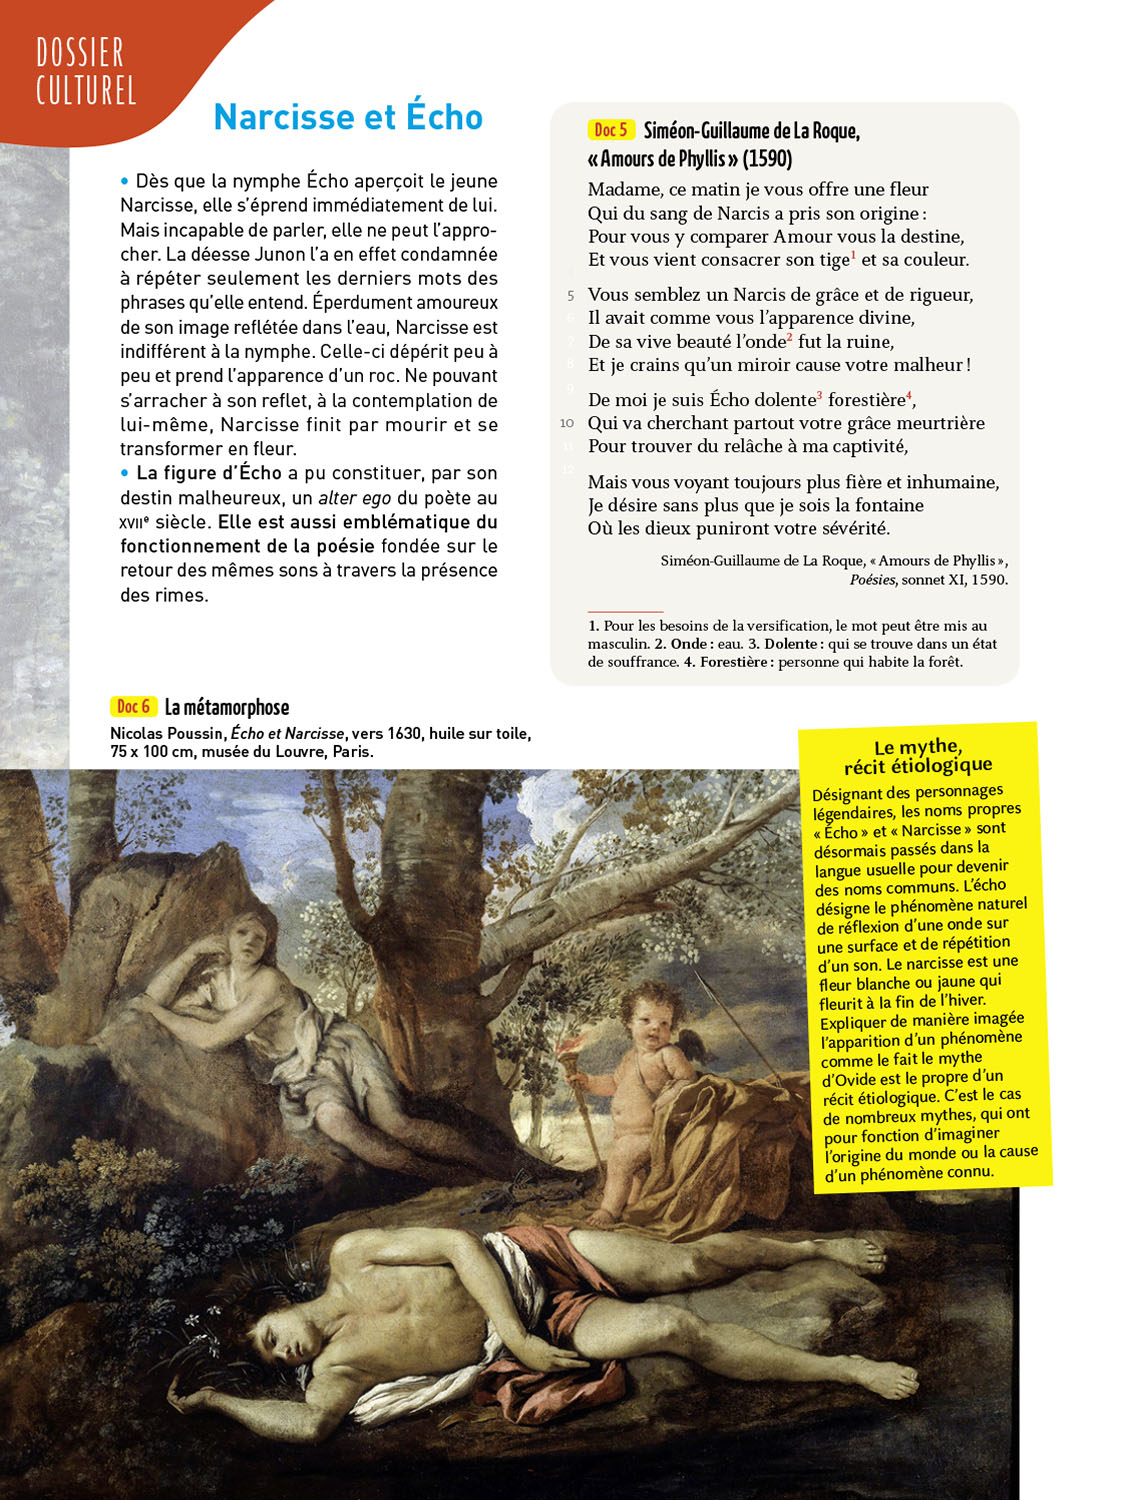 DOSSIER
CULTUREL
Narcisse et Écho
• Dès que la nymphe Écho aperçoit le jeune
Narcisse, elle s’éprend immédiatement de lui.
Mais incapable de parler, elle ne peut l’appro-
cher. La déesse Junon l’a en effet condamnée
à répéter seulement les derniers mots des
phrases qu’elle entend. Éperdument amoureux
de son image reflétée dans l’eau, Narcisse est
indifférent à la nymphe. Celle-ci dépérit peu à
peu et prend l’apparence d’un roc. Ne pouvant
s’arracher à son reflet, à la contemplation de
lui-même, Narcisse finit par mourir et se
transformer en fleur.
• La figure d’Écho a pu constituer, par son
destin malheureux, un alter ego du poète au
XVIIe siècle. Elle est aussi emblématique du
fonctionnement de la poésie fondée sur le
retour des mêmes sons à travers la présence
des rimes.
Doc 5 Siméon-Guillaume de La Roque,
« Amours de Phyllis » (1590)
Madame, ce matin je vous offre une fleur
Qui du sang de Narcis a pris son origine :
Pour vous y comparer Amour vous la destine,
Et vous vient consacrer son tige1 et sa couleur.
5 Vous semblez un Narcis de grâce et de rigueur,
6 Il avait comme vous l’apparence divine,
7 De sa vive beauté l’onde2 fut la ruine,
8 Et je crains qu’un miroir cause votre malheur !
9 De moi je suis Écho dolente3 forestière4,
10 Qui va cherchant partout votre grâce meurtrière
11 Pour trouver du relâche à ma captivité,
12 Mais vous voyant toujours plus fière et inhumaine,
Je désire sans plus que je sois la fontaine
Où les dieux puniront votre sévérité.
Siméon-Guillaume de La Roque, « Amours de Phyllis »,
Poésies, sonnet XI, 1590.
1. Pour les besoins de la versification, le mot peut être mis au
masculin. 2. Onde : eau. 3. Dolente : qui se trouve dans un état
de souffrance. 4. Forestière : personne qui habite la forêt.
Doc 6 La métamorphose
Nicolas Poussin, Écho et Narcisse, vers 1630, huile sur toile,
75 x 100 cm, musée du Louvre, Paris.
Le mythe,
récit étiologique
Désignant des personnages
légendaires, les noms propres
« Écho » et « Narcisse » sont
désormais passés dans la
langue usuelle pour devenir
des noms communs. L’écho
désigne le phénomène naturel
de réflexion d’une onde sur
une surface et de répétition
d’un son. Le narcisse est une
fleur blanche ou jaune qui
fleurit à la fin de l’hiver.
Expliquer de manière imagée
l’apparition d’un phénomène
comme le fait le mythe
d’Ovide est le propre d’un
récit étiologique. C’est le cas
de nombreux mythes, qui ont
pour fonction d’imaginer
l’origine du monde ou la cause
d’un phénomène connu.